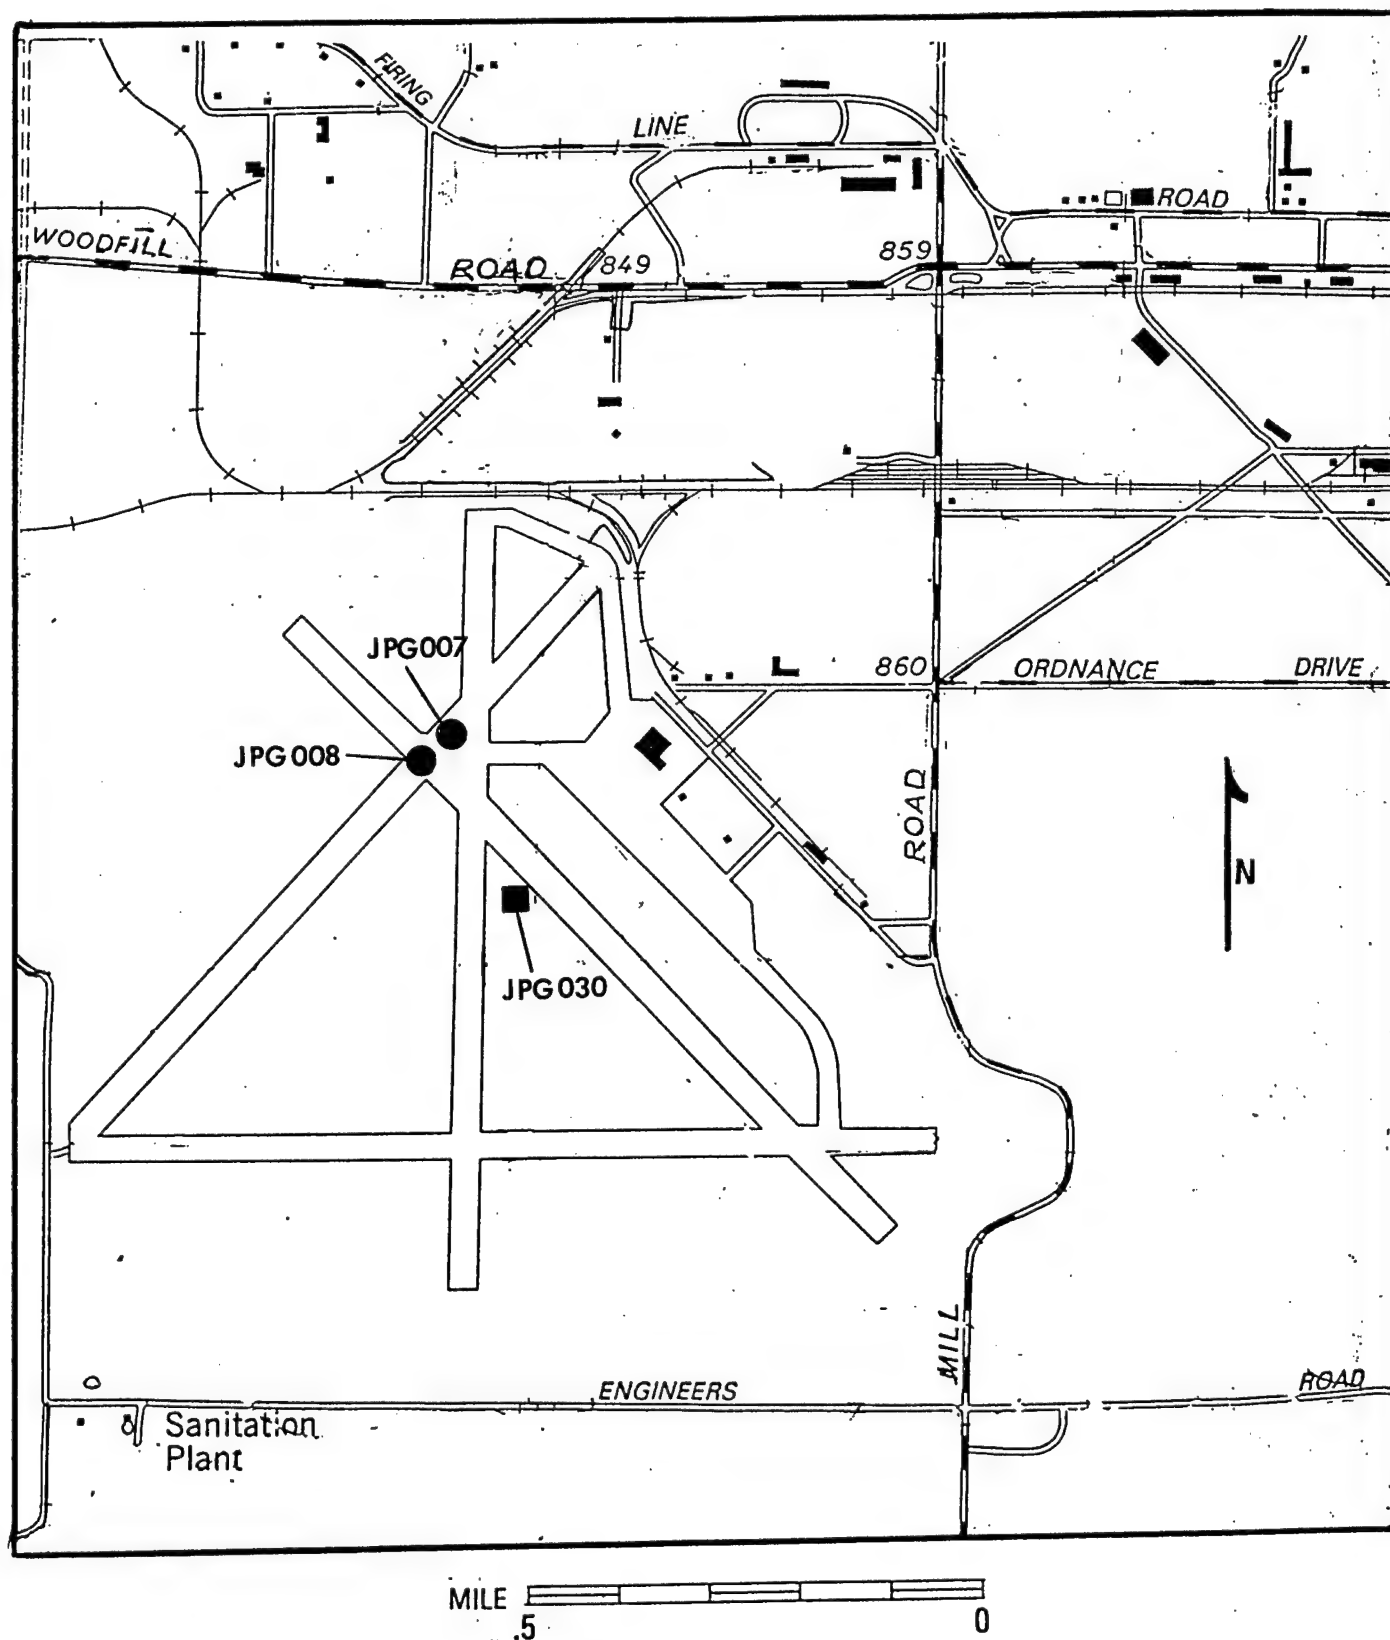 FIRING
LINE
ROAD
WOODFILL
ROAD
849
859
JPG007
860
ORDNANCE
DRIVE
JPG008
ROAD
N
JPG030
MILL
ENGINEERS
ROAD
Sanitation
Plant
MILE
.5
0